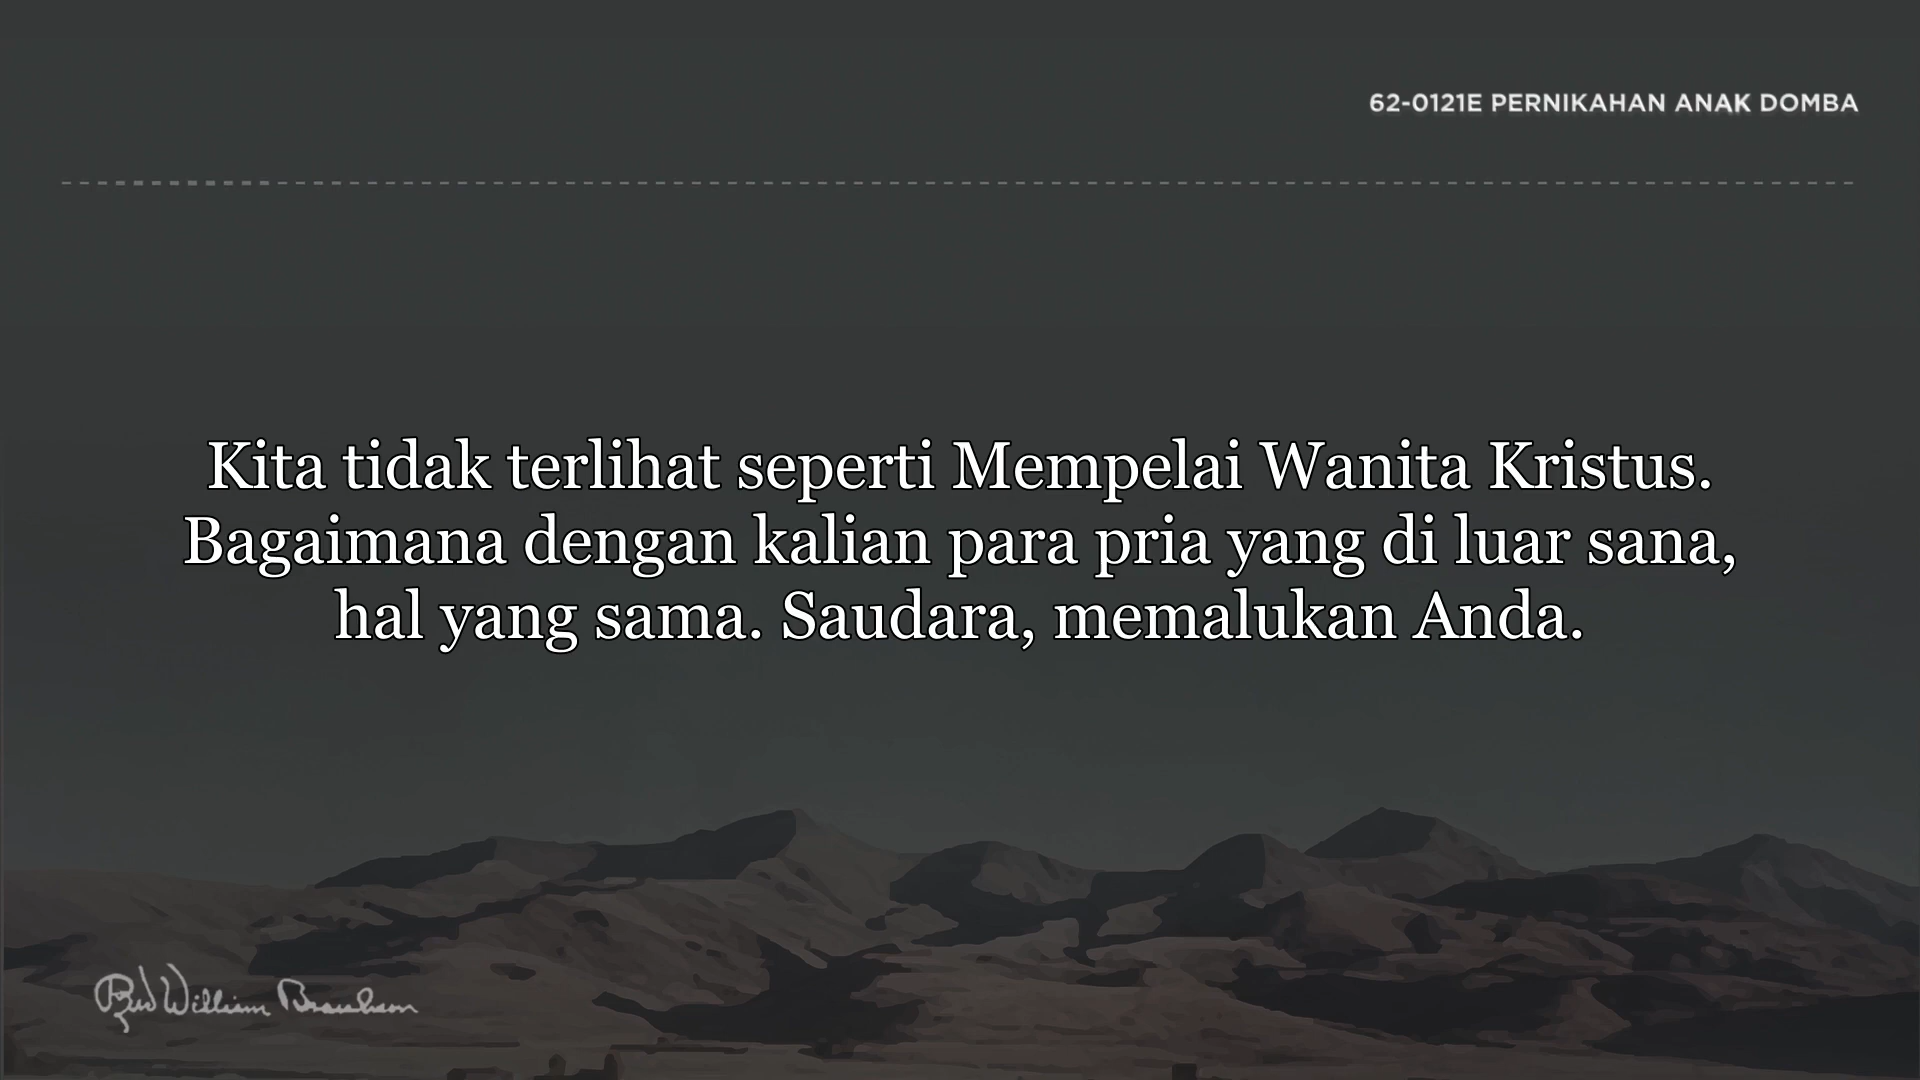 62-0121E PERNIKAHAN ANAK DOMBA
Kita tidak terlihat seperti Mempelai Wanita Kristus.
Bagaimana dengan kalian para pria yang di luar sana,
hal yang sama. Saudara, memalukan Anda.
Rev William Branham